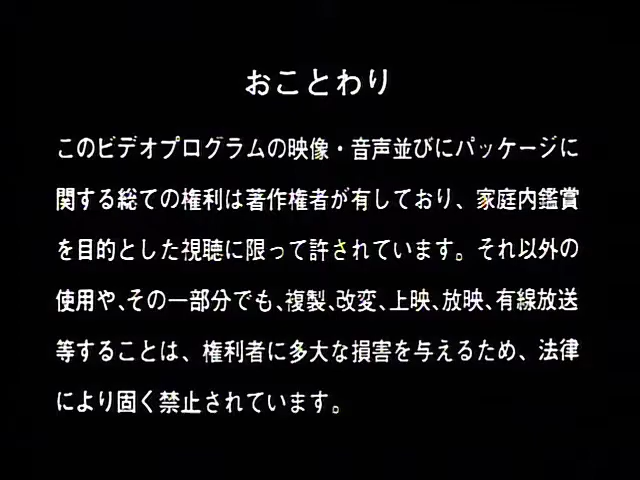 おことわり
このビデオプログラムの映像・音声並びにパッケージに
関する総ての権利は著作権者が有しており、家庭内鑑賞
を目的とした視聴に限って許されています。それ以外の
使用や、その一部分でも、複製、改変、上映、放映、有線放送
等することは、権利者に多大な損害を与えるため、法律
により固く禁止されています。